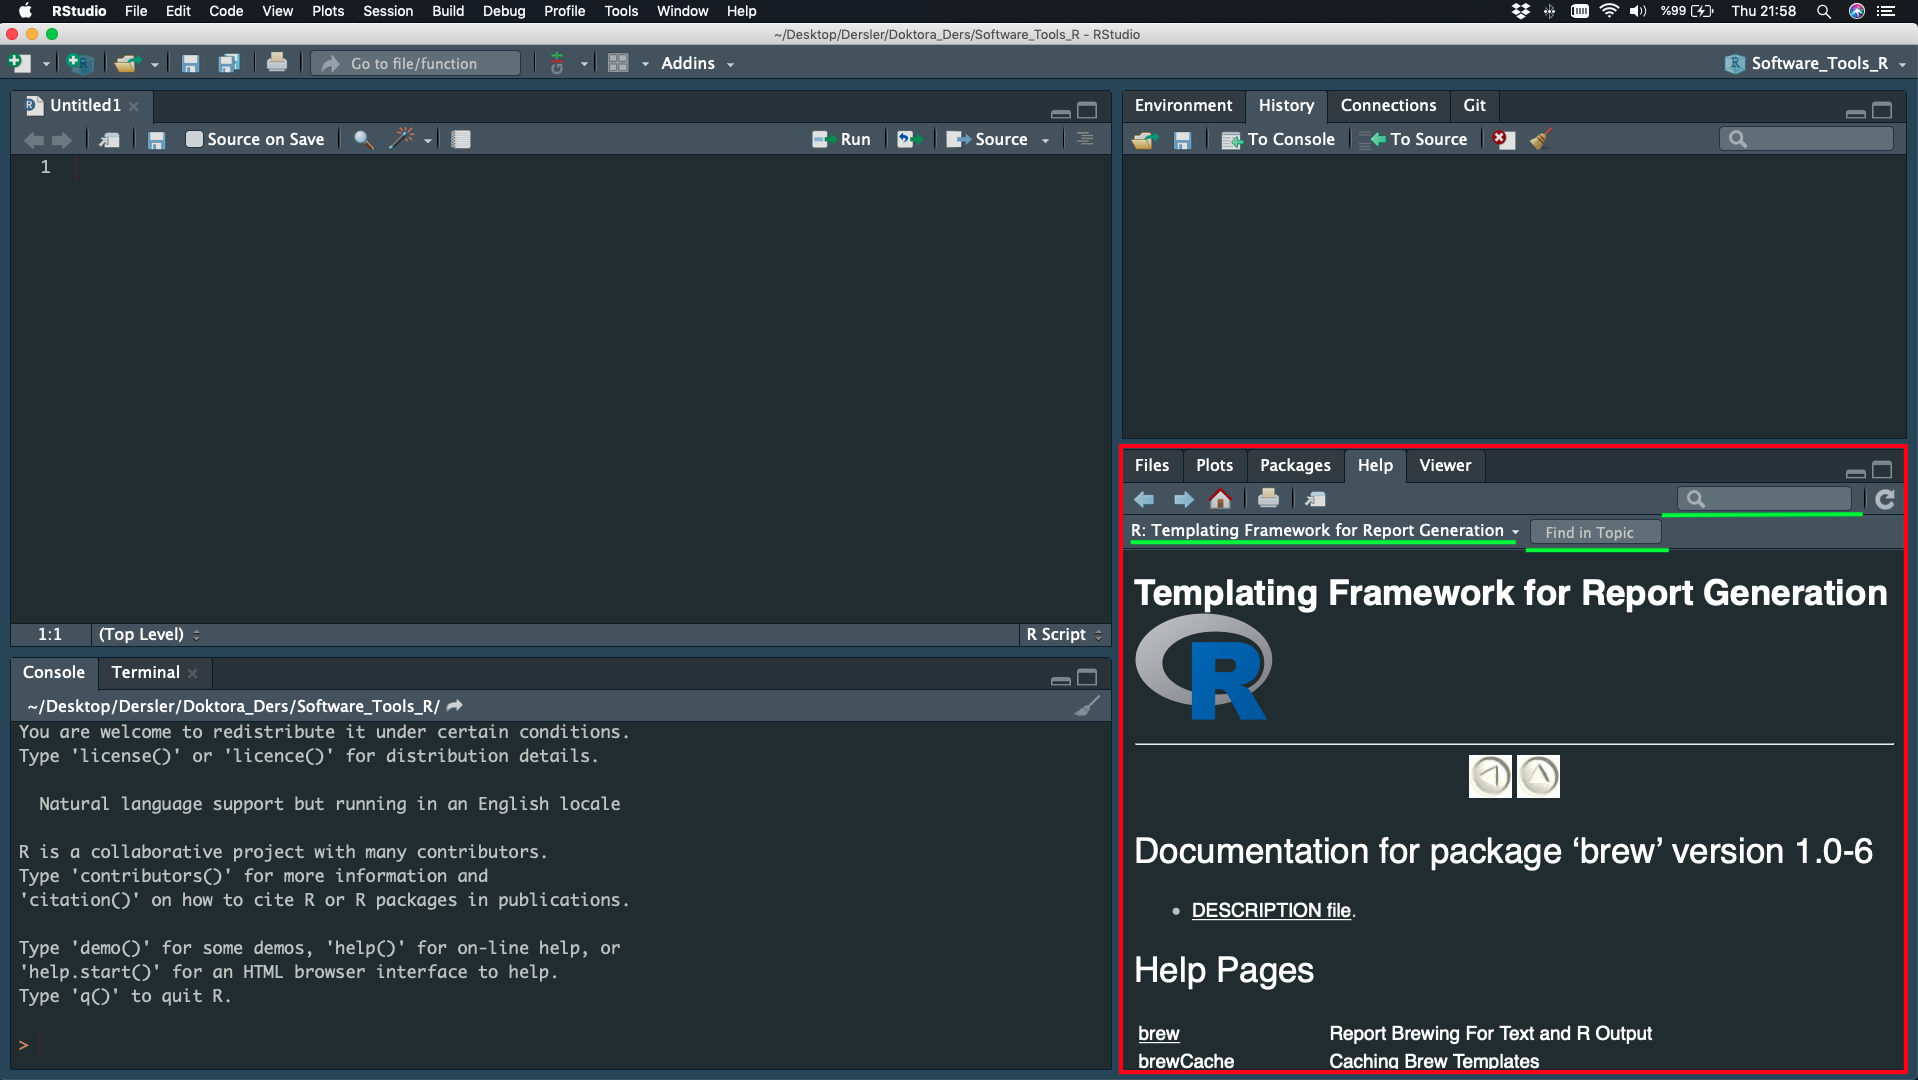 RStudio File Edit Code View Plots Session Build Debug Profile Tools Window Help %99 Thu 21:58
~/Desktop/Dersler/Doktora_Ders/Software_Tools_R - RStudio
Go to file/function Git Addins Software_Tools_R
Untitled1
Source on Save Run Source
1
1:1 (Top Level) R Script
Console Terminal
~/Desktop/Dersler/Doktora_Ders/Software_Tools_R/
You are welcome to redistribute it under certain conditions.
Type 'license()' or 'licence()' for distribution details.
Natural language support but running in an English locale
R is a collaborative project with many contributors.
Type 'contributors()' for more information and
'citation()' on how to cite R or R packages in publications.
Type 'demo()' for some demos, 'help()' for on-line help, or
'help.start()' for an HTML browser interface to help.
Type 'q()' to quit R.
>
Environment History Connections Git
To Console To Source
Files Plots Packages Help Viewer
R: Templating Framework for Report Generation Find in Topic
Templating Framework for Report Generation
R
Documentation for package ‘brew’ version 1.0-6
• DESCRIPTION file.
Help Pages
brew Report Brewing For Text and R Output
brewCache Caching Brew Templates